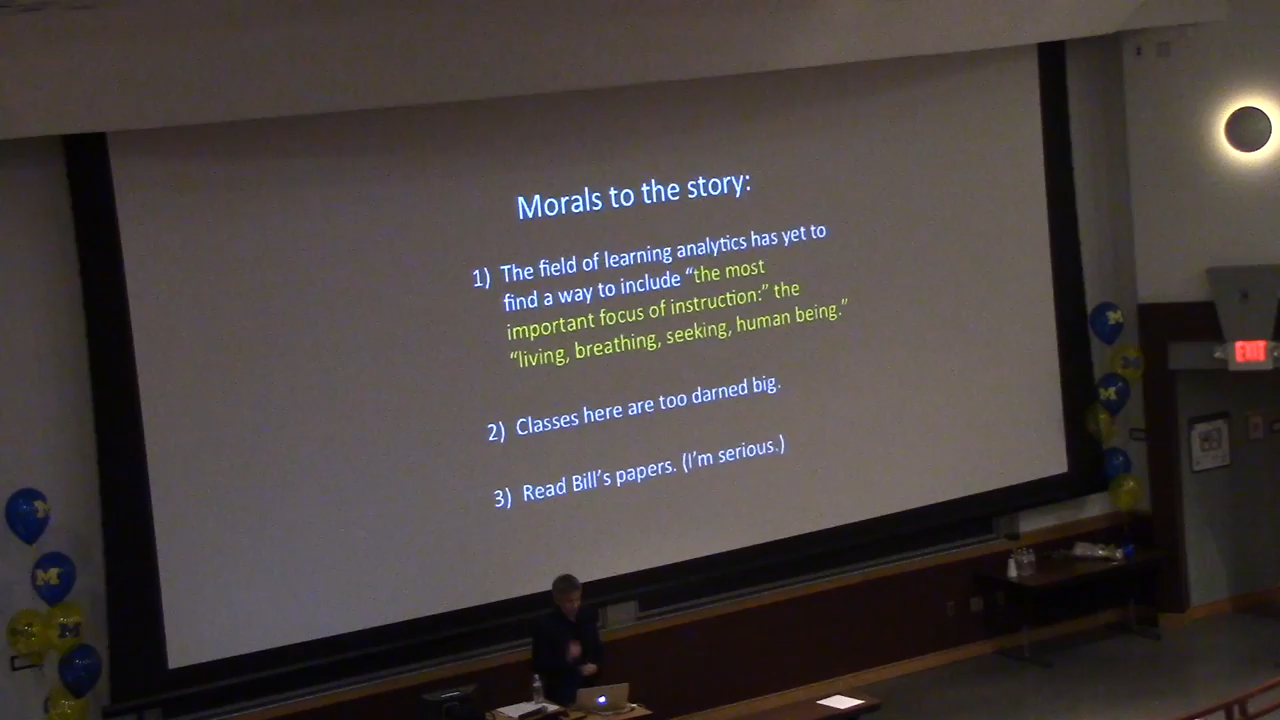 Morals to the story:
1) The field of learning analytics has yet to
find a way to include “the most
important focus of instruction:” the
“living, breathing, seeking, human being.”
2) Classes here are too darned big.
3) Read Bill’s papers. (I’m serious.)
M
M
EXIT
M
M
M
M